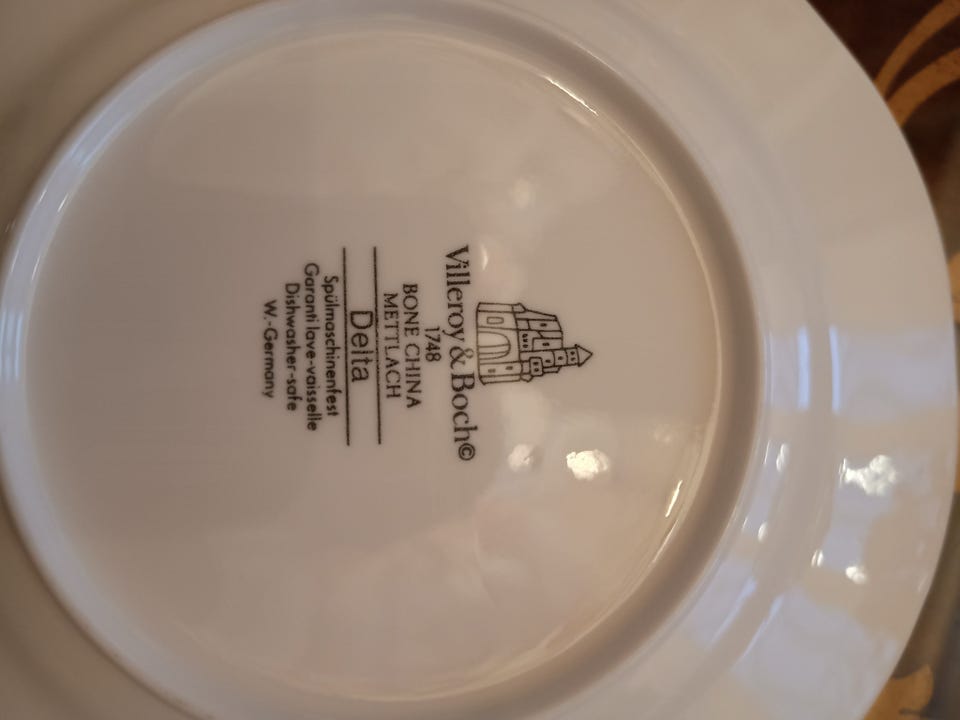 Villeroy & Boch©
1748
BONE CHINA
METTLACH
Delta
Spülmaschinenfest
Garanti lave-vaisselle
Dishwasher-safe
W.-Germany